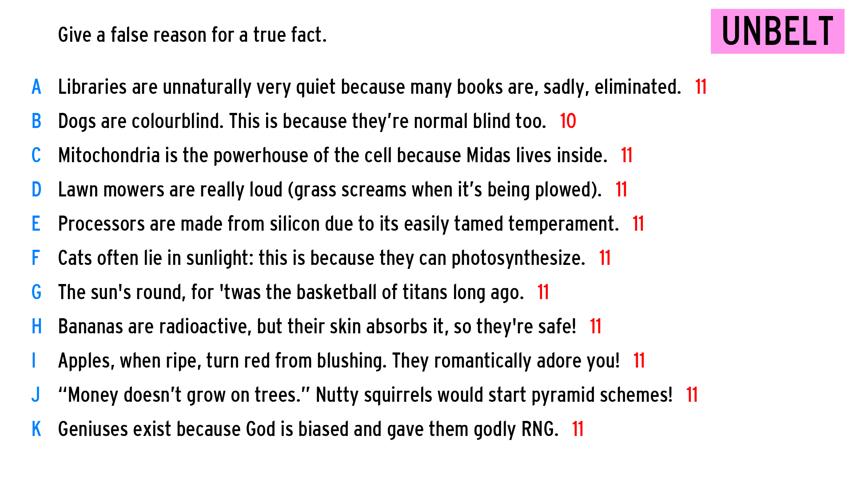 Give a false reason for a true fact.
UNBELT
A Libraries are unnaturally very quiet because many books are, sadly, eliminated. 11
B Dogs are colourblind. This is because they’re normal blind too. 10
C Mitochondria is the powerhouse of the cell because Midas lives inside. 11
D Lawn mowers are really loud (grass screams when it’s being plowed). 11
E Processors are made from silicon due to its easily tamed temperament. 11
F Cats often lie in sunlight: this is because they can photosynthesize. 11
G The sun's round, for 'twas the basketball of titans long ago. 11
H Bananas are radioactive, but their skin absorbs it, so they're safe! 11
I Apples, when ripe, turn red from blushing. They romantically adore you! 11
J “Money doesn’t grow on trees.” Nutty squirrels would start pyramid schemes! 11
K Geniuses exist because God is biased and gave them godly RNG. 11